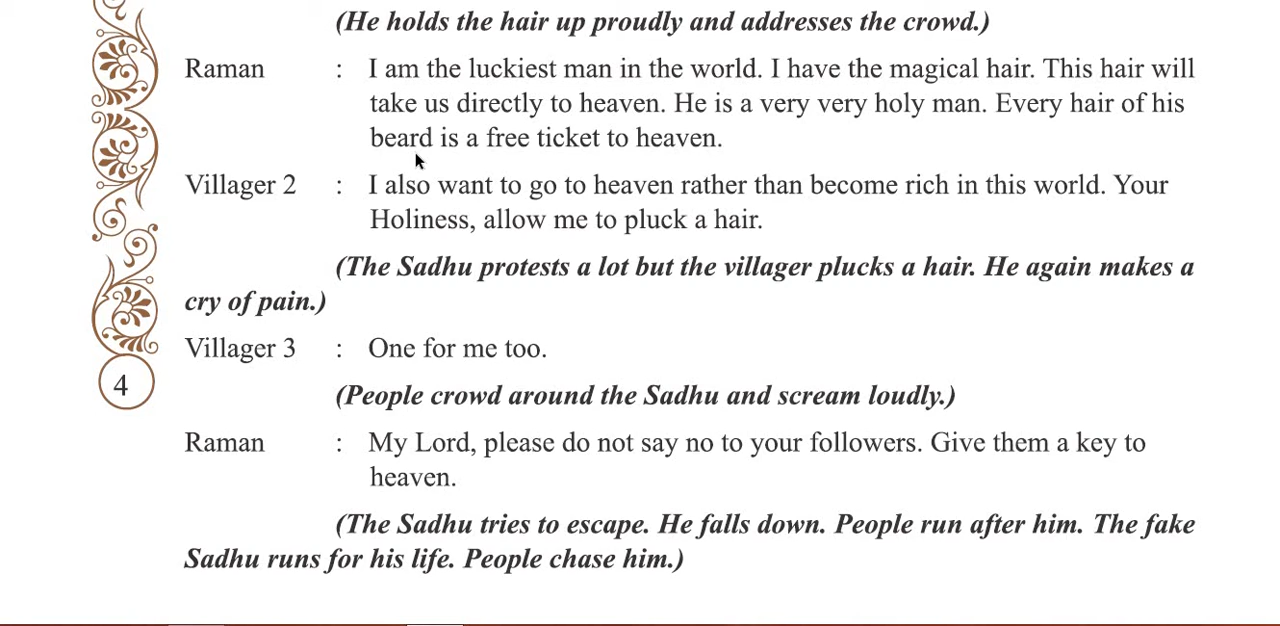 (He holds the hair up proudly and addresses the crowd.)
Raman : I am the luckiest man in the world. I have the magical hair. This hair will
take us directly to heaven. He is a very very holy man. Every hair of his
beard is a free ticket to heaven.
Villager 2 : I also want to go to heaven rather than become rich in this world. Your
Holiness, allow me to pluck a hair.
(The Sadhu protests a lot but the villager plucks a hair. He again makes a
cry of pain.)
Villager 3 : One for me too.
4
(People crowd around the Sadhu and scream loudly.)
Raman : My Lord, please do not say no to your followers. Give them a key to
heaven.
(The Sadhu tries to escape. He falls down. People run after him. The fake
Sadhu runs for his life. People chase him.)